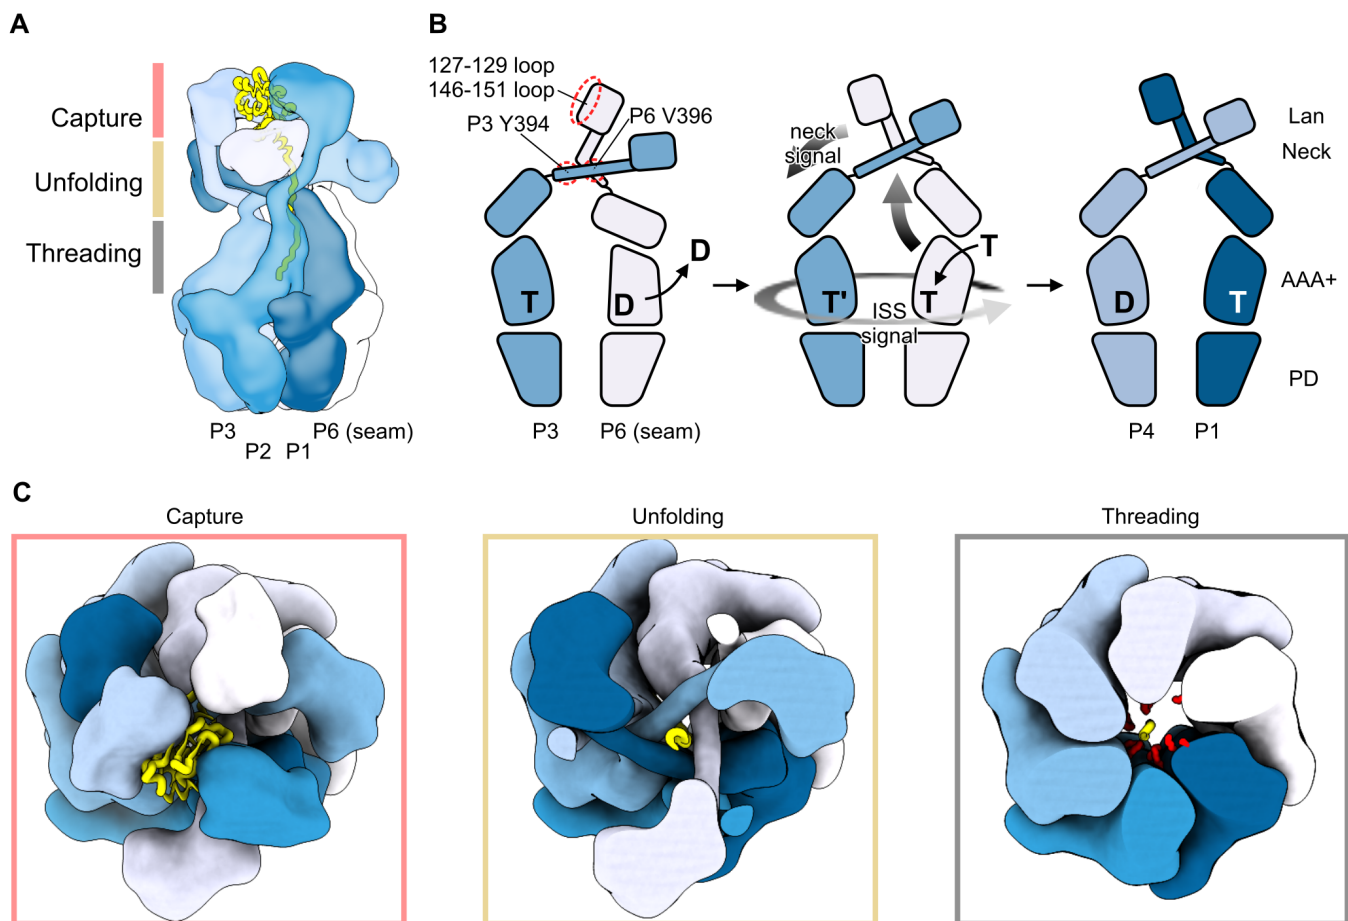 A
Capture
Unfolding
Threading
P3
P2
P1
P6 (seam)
B
127-129 loop
146-151 loop
P3 Y394
P6 V396
T
D
D
P3
P6 (seam)
neck
signal
T'
T
T
ISS
signal
D
T
P4
P1
Lan
Neck
AAA+
PD
C
Capture
Unfolding
Threading